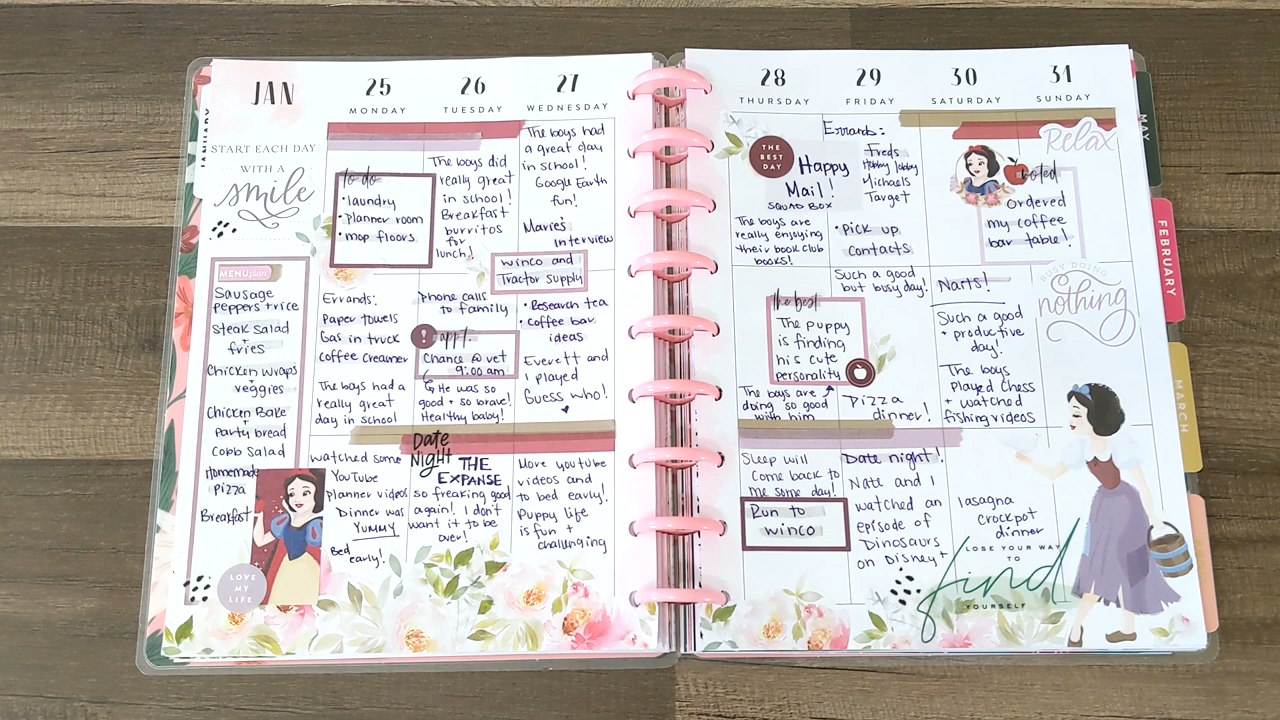 JAN
START EACH DAY
WITH A
smile
MENU plan
Sausage
peppers + rice
Steak salad
+
fries
Chicken wraps
+
veggies
Chicken Bake
+
Party bread
Cobb salad
Homemade
pizza
Breakfast
LOVE
MY
LIFE
25
MONDAY
to do
• laundry
• planner room
• mop floors
Errands:
Paper towels
Gas in truck
coffee creamer
The boys had a
really great
day in school
watched some
YouTube
planner videos
Dinner was
YUMMY
Bed
early!
26
TUESDAY
The boys did
really great
in school!
Breakfast
burritos
for
lunch!
Phone calls
to family
! appt.
Chance @ vet
9:00 am
He was so
good + so brave!
Healthy baby!
DATE
NIGHT
THE
EXPANSE
so freaking good
again! I don't
want it to be
over!
27
WEDNESDAY
The boys had
a great day
in school!
Google Earth
fun!
Maries
interview
winco and
Tractor supply
• Research tea
• coffee bar
ideas
Everett and
I played
Guess who!
More youtube
videos and
to bed early!
Puppy life
is fun +
challenging
28
THURSDAY
THE
BEST
DAY
Happy
Mail!
SQUAD BOX
The boys are
really enjoying
their book club
books!
the best
The puppy
is finding
his cute
personality
The boys are
doing so good
with him
Sleep will
come back to
me some day!
Run to
winco
29
FRIDAY
Errands:
Freds
Hobby lobby
Michaels
Target
• Pick up
contacts
Such a good
but busy day!
Pizza
dinner!
Date night!
Nate and I
watched an
episode of
Dinosaurs
on Disney+
30
SATURDAY
Narts!
Such a good
+ productive
day!
The boys
played chess
+ watched
fishing videos
lasagna
Crockpot
dinner
LOSE YOUR WAY
TO
find
YOURSELF
31
SUNDAY
Relax
noted
Ordered
my coffee
bar table!
BUSY DOING
nothing
JANUARY
MAY
FEBRUARY
MARCH